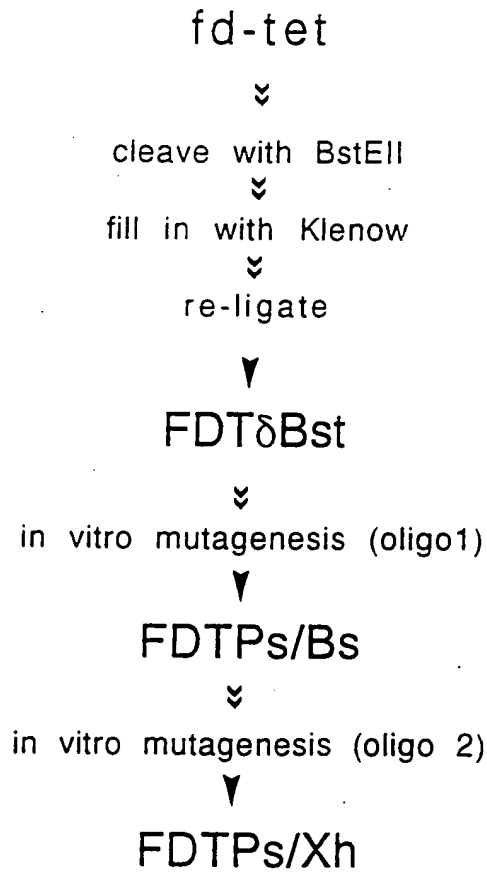 fd-tet
cleave with BstEII
fill in with Klenow
re-ligate
FDTδBst
in vitro mutagenesis (oligo1)
FDTPs/Bs
in vitro mutagenesis (oligo 2)
FDTPs/Xh